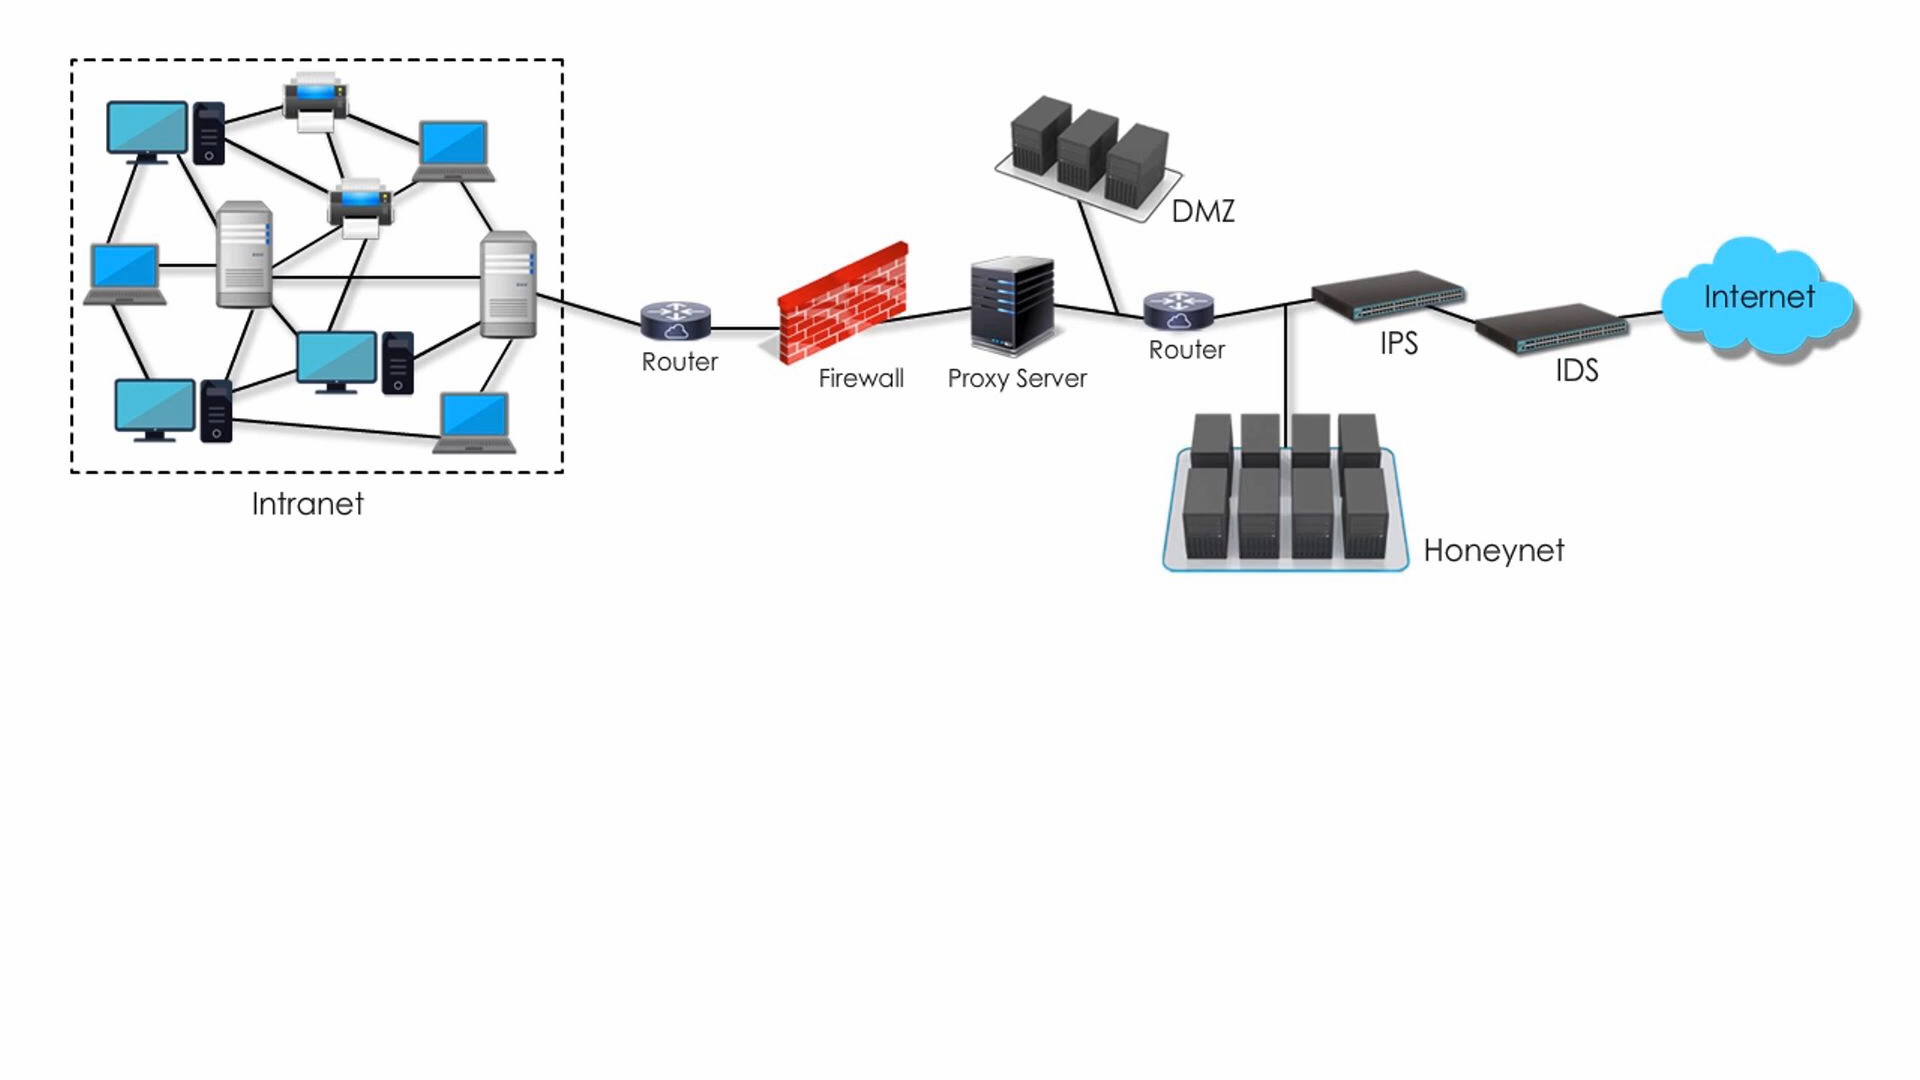 DMZ
Internet
IPS
Router
Router
IDS
Firewall
Proxy Server
Intranet
Honeynet